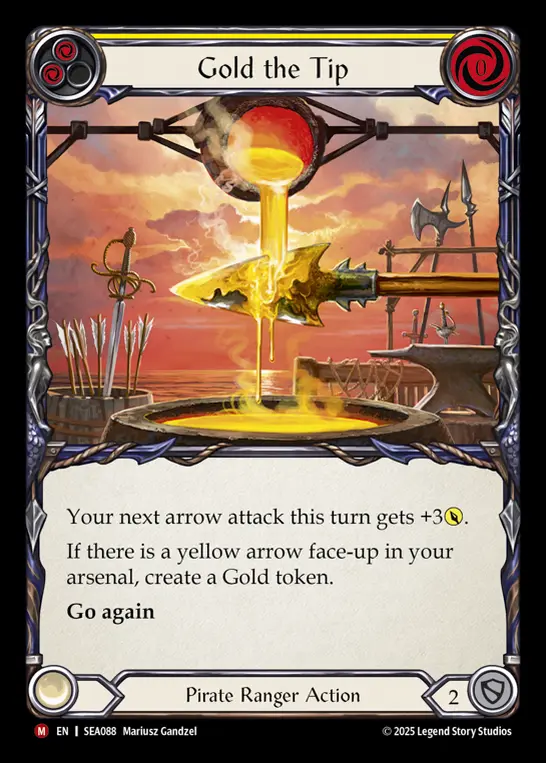 Gold the Tip
0
Your next arrow attack this turn gets +3.
If there is a yellow arrow face-up in your
arsenal, create a Gold token.
Go again
Pirate Ranger Action
2
M EN | SEA088 Mariusz Gandzel
© 2025 Legend Story Studios